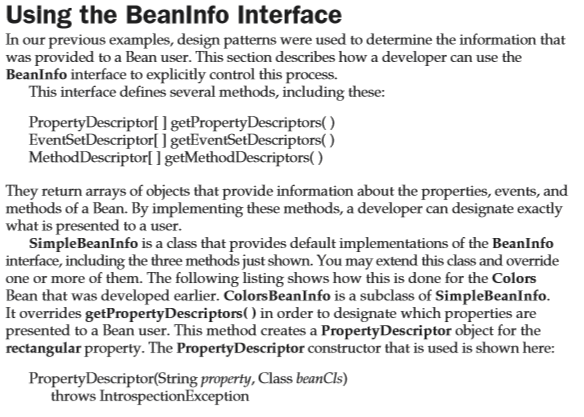 Using the BeanInfo Interface
In our previous examples, design patterns were used to determine the information that
was provided to a Bean user. This section describes how a developer can use the
BeanInfo interface to explicitly control this process.
This interface defines several methods, including these:
PropertyDescriptor[ ] getPropertyDescriptors( )
EventSetDescriptor[ ] getEventSetDescriptors( )
MethodDescriptor[ ] getMethodDescriptors( )
They return arrays of objects that provide information about the properties, events, and
methods of a Bean. By implementing these methods, a developer can designate exactly
what is presented to a user.
SimpleBeanInfo is a class that provides default implementations of the BeanInfo
interface, including the three methods just shown. You may extend this class and override
one or more of them. The following listing shows how this is done for the Colors
Bean that was developed earlier. ColorsBeanInfo is a subclass of SimpleBeanInfo.
It overrides getPropertyDescriptors( ) in order to designate which properties are
presented to a Bean user. This method creates a PropertyDescriptor object for the
rectangular property. The PropertyDescriptor constructor that is used is shown here:
PropertyDescriptor(String property, Class beanCls)
throws IntrospectionException